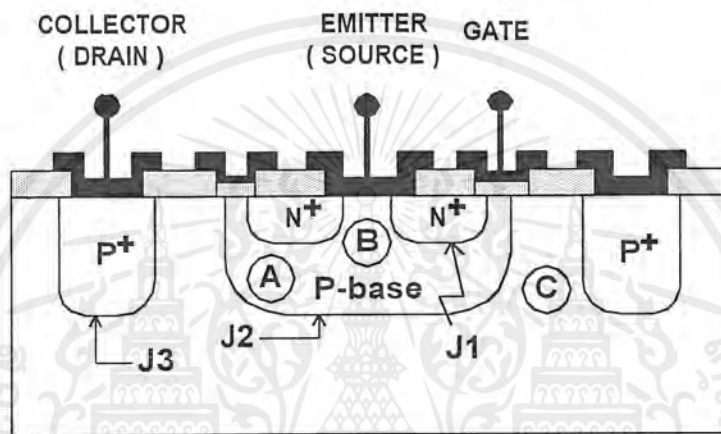 COLLECTOR
( DRAIN )
EMITTER
( SOURCE )
GATE
P+
N+
N+
P+
A
B
C
P-base
J3
J2
J1